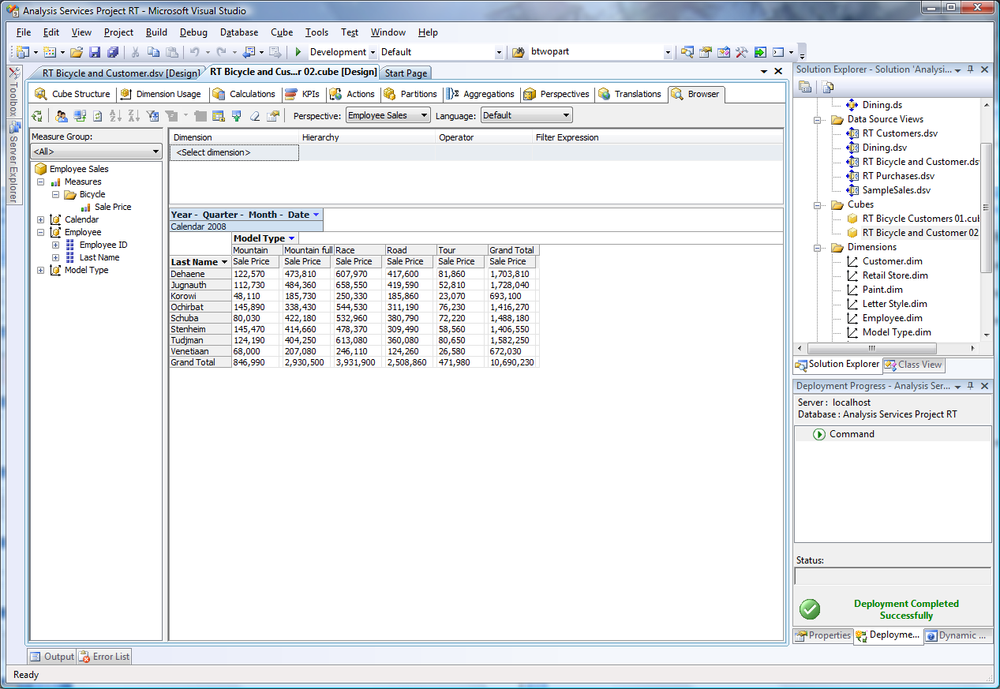 Analysis Services Project RT - Microsoft Visual Studio
File Edit View Project Build Debug Database Cube Tools Test Window Help
Development Default btwopart
Toolbox
Server Explorer
RT Bicycle and Customer.dsv [Design] RT Bicycle and Cus...r 02.cube [Design] Start Page
Cube Structure Dimension Usage Calculations KPIs Actions Partitions Aggregations Perspectives Translations Browser
Perspective: Employee Sales Language: Default
Measure Group:
<All>
Employee Sales
Measures
Bicycle
Sale Price
Calendar
Employee
Employee ID
Last Name
Model Type
Dimension Hierarchy Operator Filter Expression
<Select dimension>
Year - Quarter - Month - Date
Calendar 2008
Model Type
Mountain Mountain full Race Road Tour Grand Total
Last Name Sale Price Sale Price Sale Price Sale Price Sale Price Sale Price
Dehaene 122,570 473,810 607,970 417,600 81,860 1,703,810
Jugnauth 112,730 484,360 658,550 419,590 52,810 1,728,040
Korowi 48,110 185,730 250,330 185,860 23,070 693,100
Ochirbat 145,890 338,430 544,530 311,190 76,230 1,416,270
Schuba 80,030 422,180 532,960 380,790 72,220 1,488,180
Stenheim 145,470 414,660 478,370 309,490 58,560 1,406,550
Tudjman 124,190 404,250 613,080 360,080 80,650 1,582,250
Venetiaan 68,000 207,080 246,110 124,260 26,580 672,030
Grand Total 846,990 2,930,500 3,931,900 2,508,860 471,980 10,690,230
Solution Explorer - Solution 'Analysi...
Dining.ds
Data Source Views
RT Customers.dsv
Dining.dsv
RT Bicycle and Customer.ds
RT Purchases.dsv
SampleSales.dsv
Cubes
RT Bicycle Customers 01.cul
RT Bicycle and Customer 02
Dimensions
Customer.dim
Retail Store.dim
Paint.dim
Letter Style.dim
Employee.dim
Model Type.dim
Solution Explorer Class View
Deployment Progress - Analysis Ser...
Server : localhost
Database : Analysis Services Project RT
Command
Status:
Deployment Completed
Successfully
Properties Deployme... Dynamic ...
Output Error List
Ready